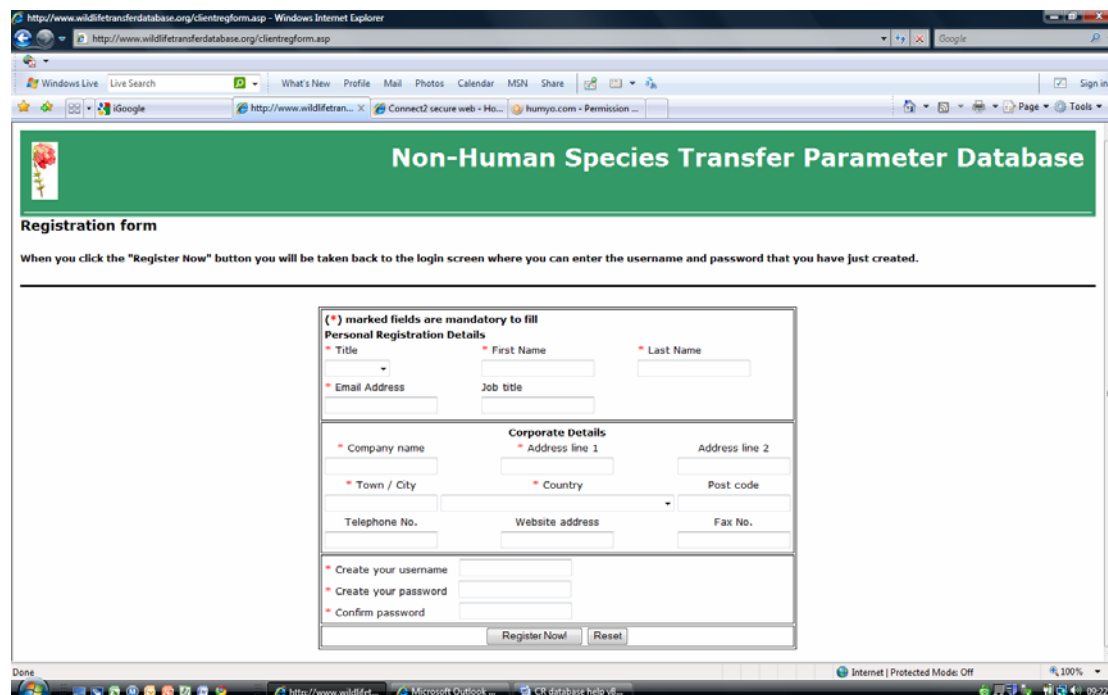 http://www.wildlifetransferdatabase.org/clientregform.asp - Windows Internet Explorer
http://www.wildlifetransferdatabase.org/clientregform.asp Google
Windows Live Live Search What's New Profile Mail Photos Calendar MSN Share Sign in
iGoogle http://www.wildlifetran... Connect2 secure web - Ho... humyo.com - Permission ... Page Tools
Non-Human Species Transfer Parameter Database
Registration form
When you click the "Register Now" button you will be taken back to the login screen where you can enter the username and password that you have just created.
(*) marked fields are mandatory to fill
Personal Registration Details
* Title * First Name * Last Name
* Email Address Job title
Corporate Details
* Company name * Address line 1 Address line 2
* Town / City * Country Post code
Telephone No. Website address Fax No.
* Create your username
* Create your password
* Confirm password
Register Now! Reset
Done Internet | Protected Mode: Off 100%
http://www.wildlifet... Microsoft Outlook ... CR database help v8... 09:27